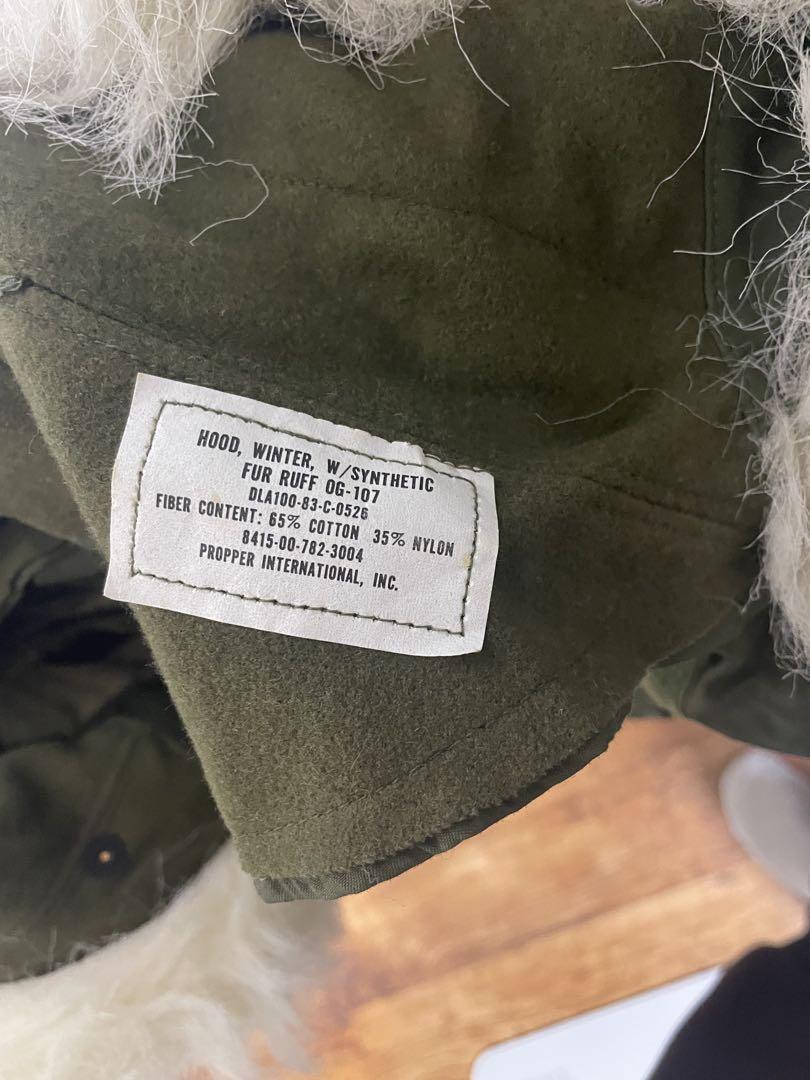 HOOD, WINTER, W/SYNTHETIC
FUR RUFF OG-107
DLA100-83-C-0526
FIBER CONTENT: 65% COTTON 35% NYLON
8415-00-782-3004
PROPPER INTERNATIONAL, INC.